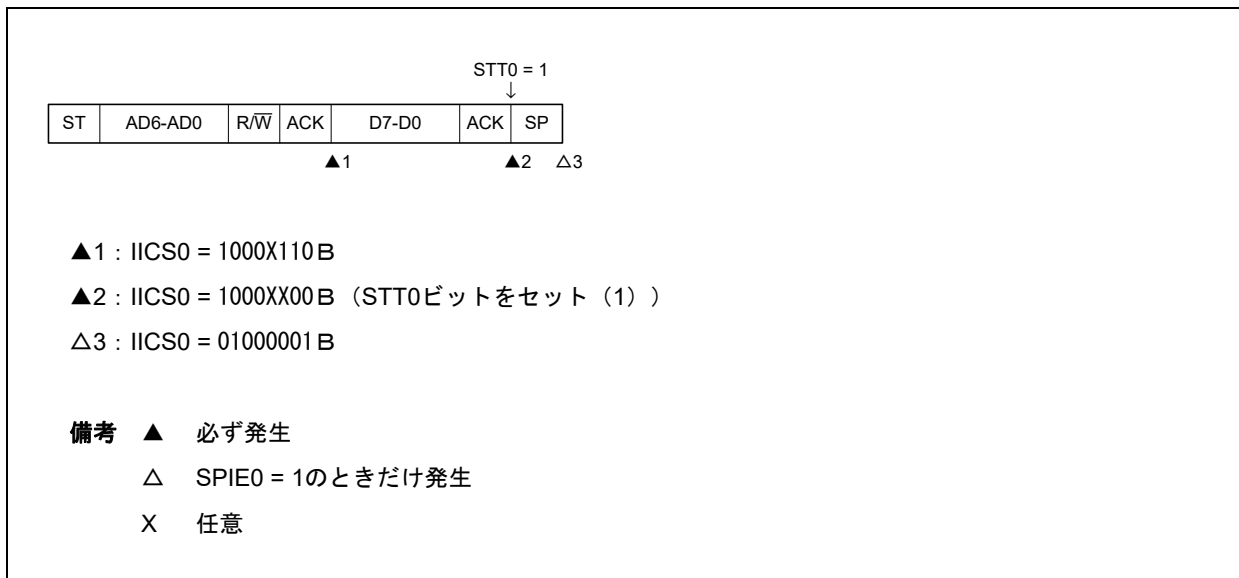 STT0 = 1
↓
ST AD6-AD0 R/W̅ ACK D7-D0 ACK SP
▲1 ▲2 △3
▲1：IICS0 = 1000X110B
▲2：IICS0 = 1000XX00B（STT0ビットをセット（1））
△3：IICS0 = 01000001B
備考 ▲ 必ず発生
△ SPIE0 = 1のときだけ発生
X 任意